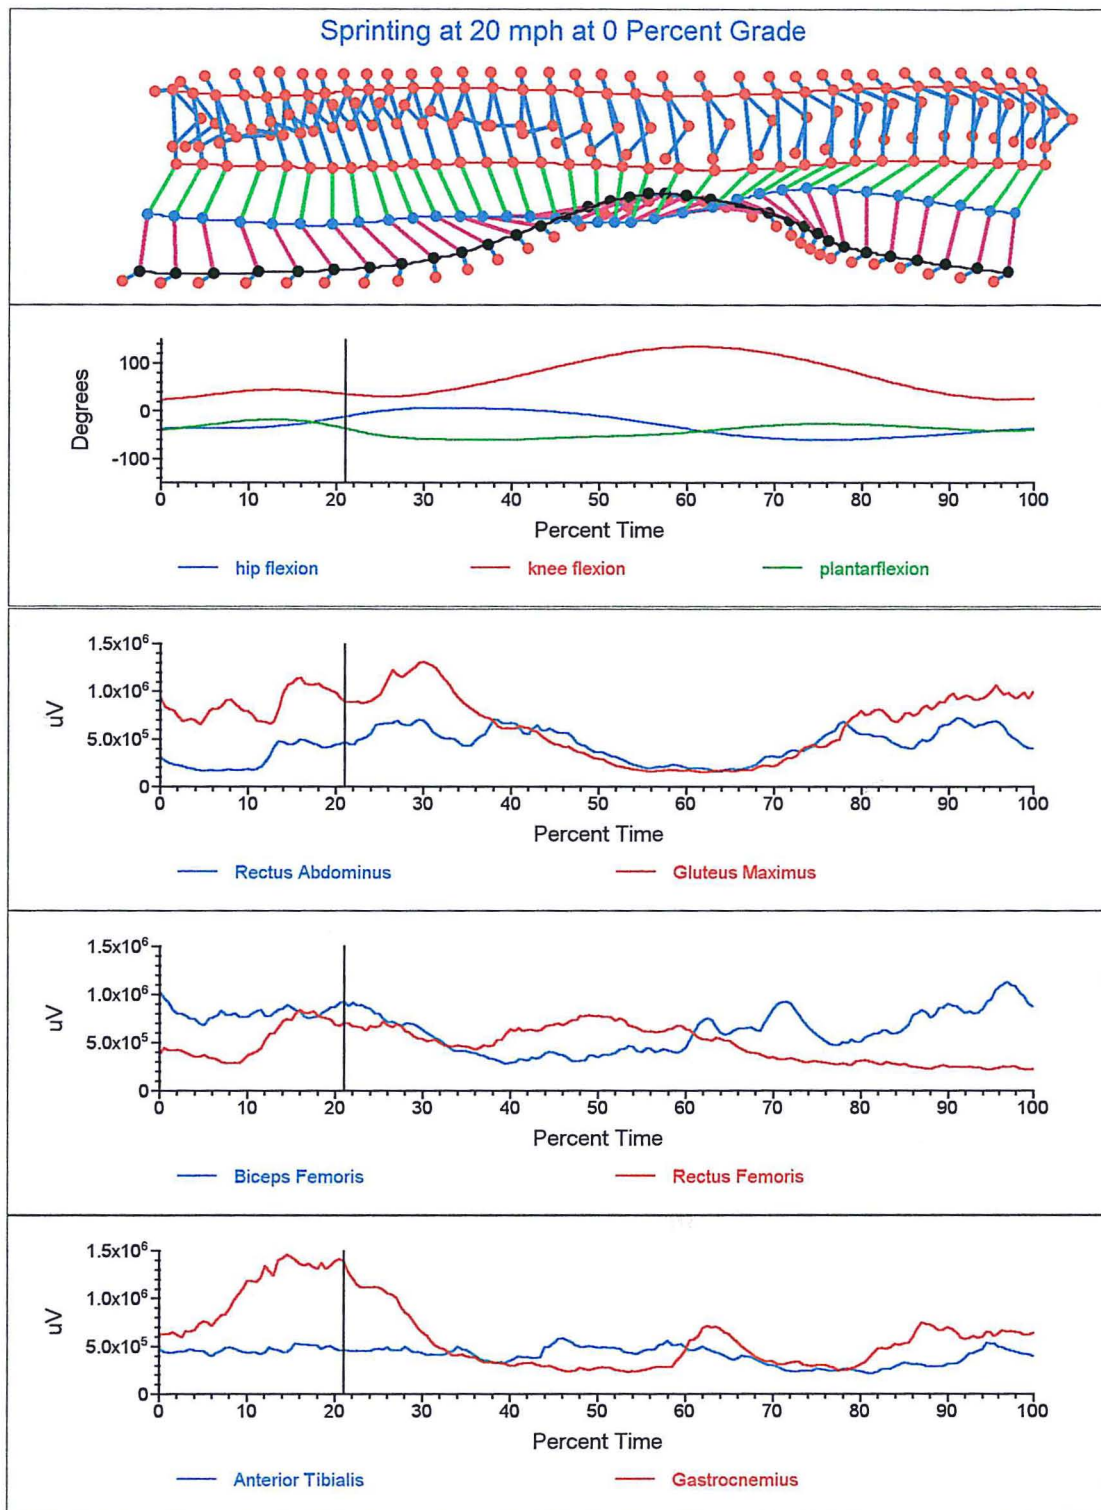 Sprinting at 20 mph at 0 Percent Grade
Degrees
100
0
-100
0 10 20 30 40 50 60 70 80 90 100
Percent Time
hip flexion knee flexion plantarflexion
uV
1.5x10⁶
1.0x10⁶
5.0x10⁵
0
0 10 20 30 40 50 60 70 80 90 100
Percent Time
Rectus Abdominus Gluteus Maximus
uV
1.5x10⁶
1.0x10⁶
5.0x10⁵
0
0 10 20 30 40 50 60 70 80 90 100
Percent Time
Biceps Femoris Rectus Femoris
uV
1.5x10⁶
1.0x10⁶
5.0x10⁵
0
0 10 20 30 40 50 60 70 80 90 100
Percent Time
Anterior Tibialis Gastrocnemius